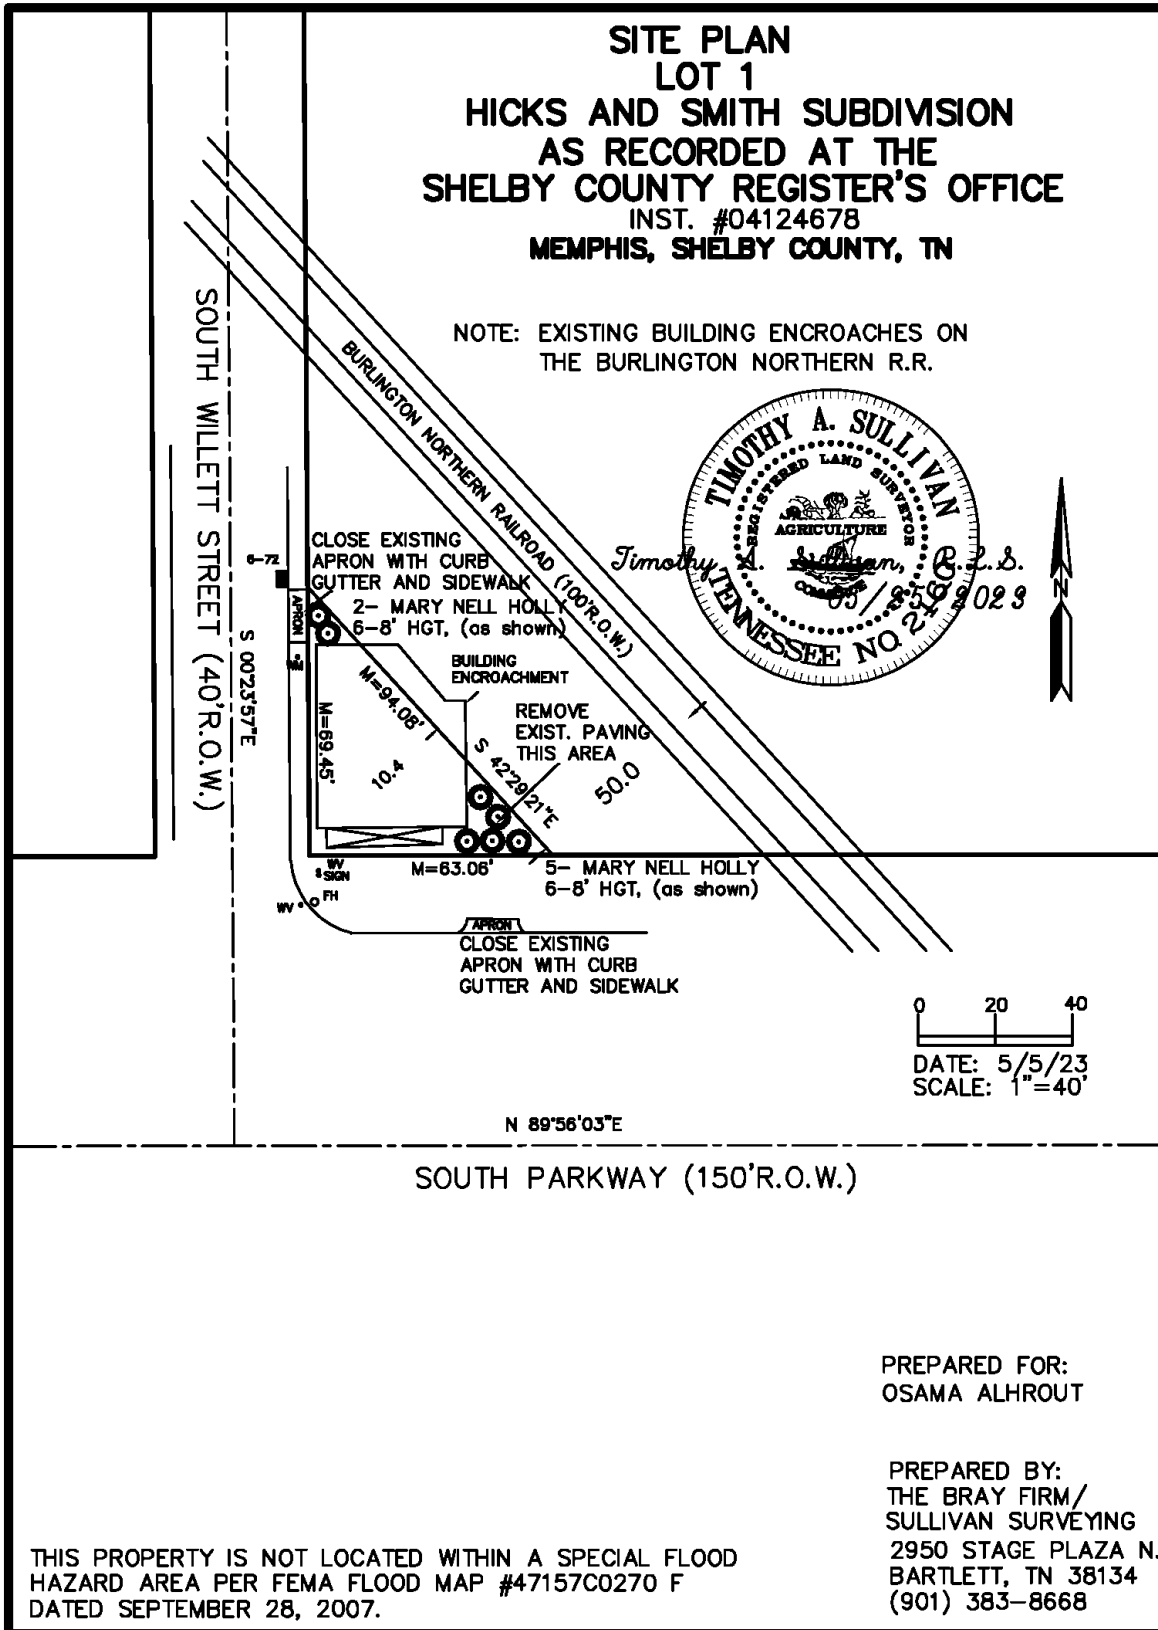 SITE PLAN
LOT 1
HICKS AND SMITH SUBDIVISION
AS RECORDED AT THE
SHELBY COUNTY REGISTER'S OFFICE
INST. #04124678
MEMPHIS, SHELBY COUNTY, TN
NOTE: EXISTING BUILDING ENCROACHES ON
THE BURLINGTON NORTHERN R.R.
TIMOTHY A. SULLIVAN
REGISTERED LAND SURVEYOR
AGRICULTURE
COMMERCE
TENNESSEE NO. 2160
Timothy A. Sullivan, R.L.S.
N
SOUTH WILLETT STREET (40'R.O.W.)
S 00°23'57"E
BURLINGTON NORTHERN RAILROAD (100'R.O.W.)
6-72
CLOSE EXISTING
APRON WITH CURB
GUTTER AND SIDEWALK
APRON
2- MARY NELL HOLLY
6-8' HGT, (as shown)
BUILDING
ENCROACHMENT
M=94.08'
M=69.45'
10.4
REMOVE
EXIST. PAVING
THIS AREA
S 42°29'21"E
50.0
M=63.06'
5- MARY NELL HOLLY
6-8' HGT, (as shown)
WV
SIGN
WV
FH
APRON
CLOSE EXISTING
APRON WITH CURB
GUTTER AND SIDEWALK
0 20 40
DATE: 5/5/23
SCALE: 1"=40'
N 89°56'03"E
SOUTH PARKWAY (150'R.O.W.)
PREPARED FOR:
OSAMA ALHROUT
PREPARED BY:
THE BRAY FIRM/
SULLIVAN SURVEYING
2950 STAGE PLAZA N.
BARTLETT, TN 38134
(901) 383-8668
THIS PROPERTY IS NOT LOCATED WITHIN A SPECIAL FLOOD
HAZARD AREA PER FEMA FLOOD MAP #47157C0270 F
DATED SEPTEMBER 28, 2007.